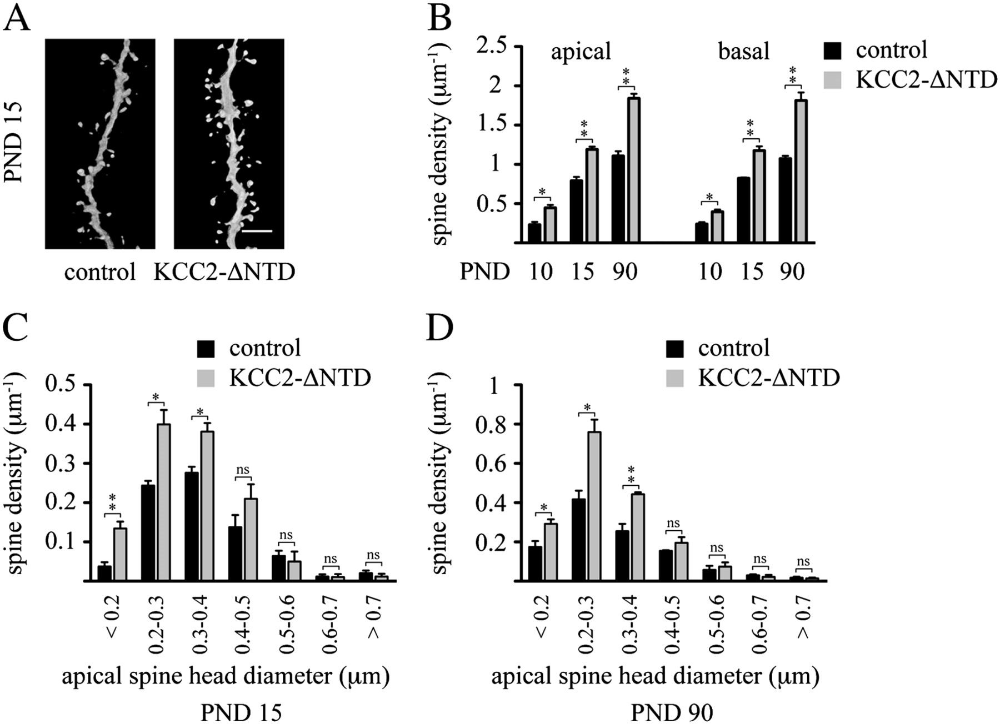 A
PND 15
control KCC2-ΔNTD
B
spine density (μm-1)
2.5
2
1.5
1
0.5
apical basal
control
KCC2-ΔNTD
* ** ** * ** **
PND 10 15 90 10 15 90
C
control
KCC2-ΔNTD
spine density (μm-1)
0.5
0.4
0.3
0.2
0.1
** * * ns ns ns ns
< 0.2 0.2-0.3 0.3-0.4 0.4-0.5 0.5-0.6 0.6-0.7 > 0.7
apical spine head diameter (μm)
PND 15
D
control
KCC2-ΔNTD
spine density (μm-1)
1
0.8
0.6
0.4
0.2
* * ** ns ns ns ns
< 0.2 0.2-0.3 0.3-0.4 0.4-0.5 0.5-0.6 0.6-0.7 > 0.7
apical spine head diameter (μm)
PND 90